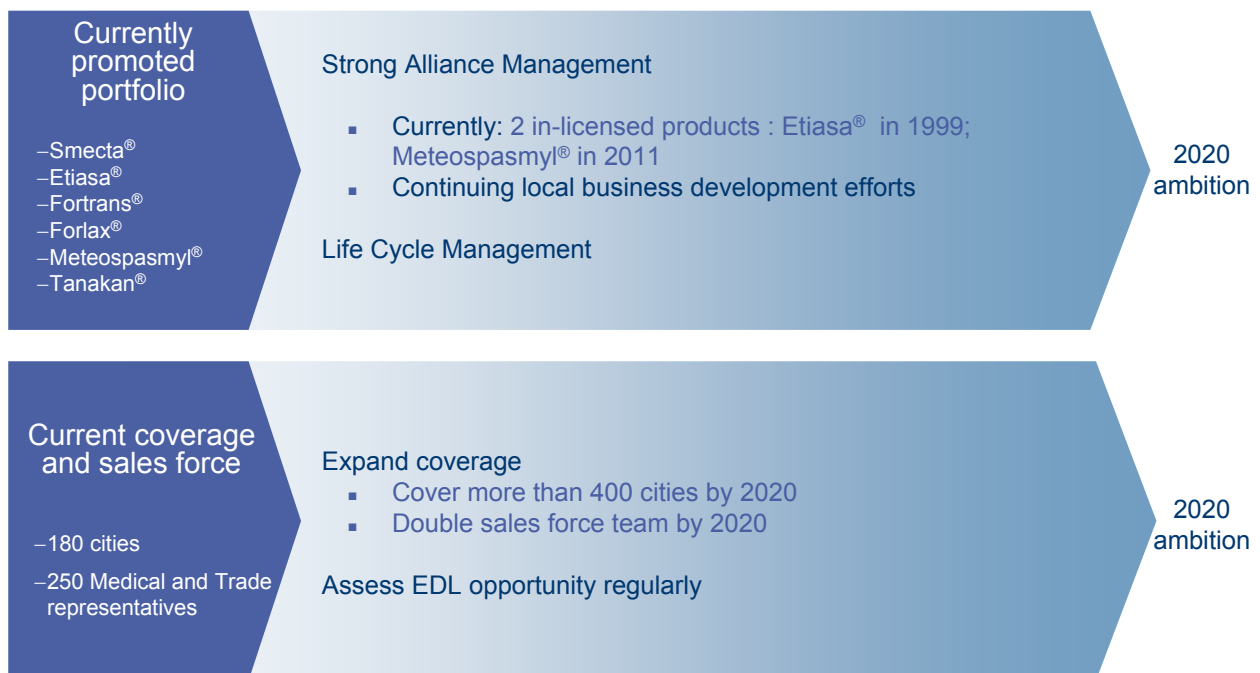 Currently
promoted
portfolio
–Smecta®
–Etiasa®
–Fortrans®
–Forlax®
–Meteospasmyl®
–Tanakan®
Strong Alliance Management
▪ Currently: 2 in-licensed products : Etiasa® in 1999;
Meteospasmyl® in 2011
▪ Continuing local business development efforts
Life Cycle Management
2020
ambition
Current coverage
and sales force
–180 cities
–250 Medical and Trade
representatives
Expand coverage
▪ Cover more than 400 cities by 2020
▪ Double sales force team by 2020
Assess EDL opportunity regularly
2020
ambition